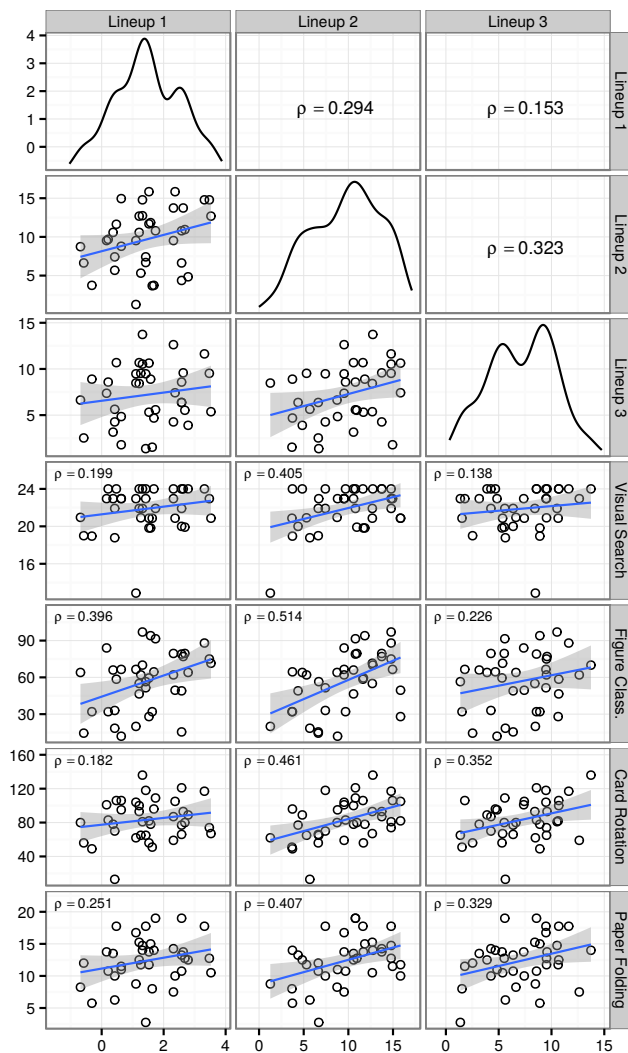 Lineup 1 Lineup 2 Lineup 3
4
3
2
1
0
ρ = 0.294 ρ = 0.153
Lineup 1
15
10
5
ρ = 0.323
Lineup 2
15
10
5
Lineup 3
24
20
16
ρ = 0.199 ρ = 0.405 ρ = 0.138
Visual Search
90
60
30
ρ = 0.396 ρ = 0.514 ρ = 0.226
Figure Class.
160
120
80
40
ρ = 0.182 ρ = 0.461 ρ = 0.352
Card Rotation
20
15
10
5
ρ = 0.251 ρ = 0.407 ρ = 0.329
Paper Folding
0 2 4 0 5 10 15 0 5 10 15